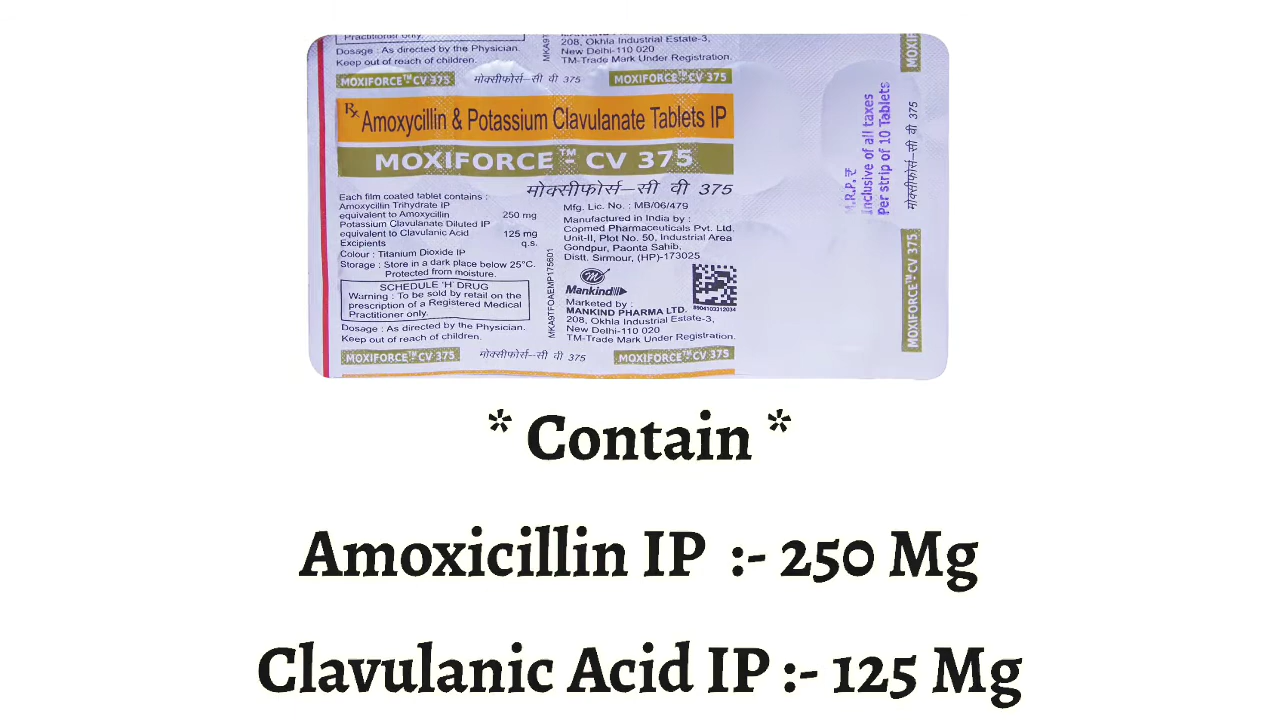 Practitioner only.
Dosage : As directed by the Physician.
Keep out of reach of children.
208, Okhla Industrial Estate-3,
New Delhi-110 020
TM-Trade Mark Under Registration.
MOXIFORCE™-CV 375 मोक्सीफोर्स–सी वी 375 MOXIFORCE™-CV 375
Rx Amoxycillin & Potassium Clavulanate Tablets IP
MOXIFORCE™- CV 375
मोक्सीफोर्स–सी वी 375
Each film coated tablet contains :
Amoxycillin Trihydrate IP
equivalent to Amoxycillin 250 mg
Potassium Clavulanate Diluted IP
equivalent to Clavulanic Acid 125 mg
Excipients q.s.
Colour : Titanium Dioxide IP
Storage : Store in a dark place below 25°C.
Protected from moisture.
SCHEDULE 'H' DRUG
Warning : To be sold by retail on the
prescription of a Registered Medical
Practitioner only.
Dosage : As directed by the Physician.
Keep out of reach of children.
MKA9TFOAEMP175601
Mfg. Lic. No. : MB/06/479
Manufactured in India by :
Copmed Pharmaceuticals Pvt. Ltd.
Unit-II, Plot No. 50, Industrial Area
Gondpur, Paonta Sahib,
Distt. Sirmour, (HP)-173025
Mankind
8904103312034
Marketed by :
MANKIND PHARMA LTD.
208, Okhla Industrial Estate-3,
New Delhi-110 020
TM-Trade Mark Under Registration.
MOXIFORCE™-CV 375 मोक्सीफोर्स–सी वी 375 MOXIFORCE™-CV 375
M.R.P. ₹
Inclusive of all taxes
Per strip of 10 Tablets
मोक्सीफोर्स–सी वी 375
MOXIFORCE™-CV 375
* Contain *
Amoxicillin IP :- 250 Mg
Clavulanic Acid IP :- 125 Mg